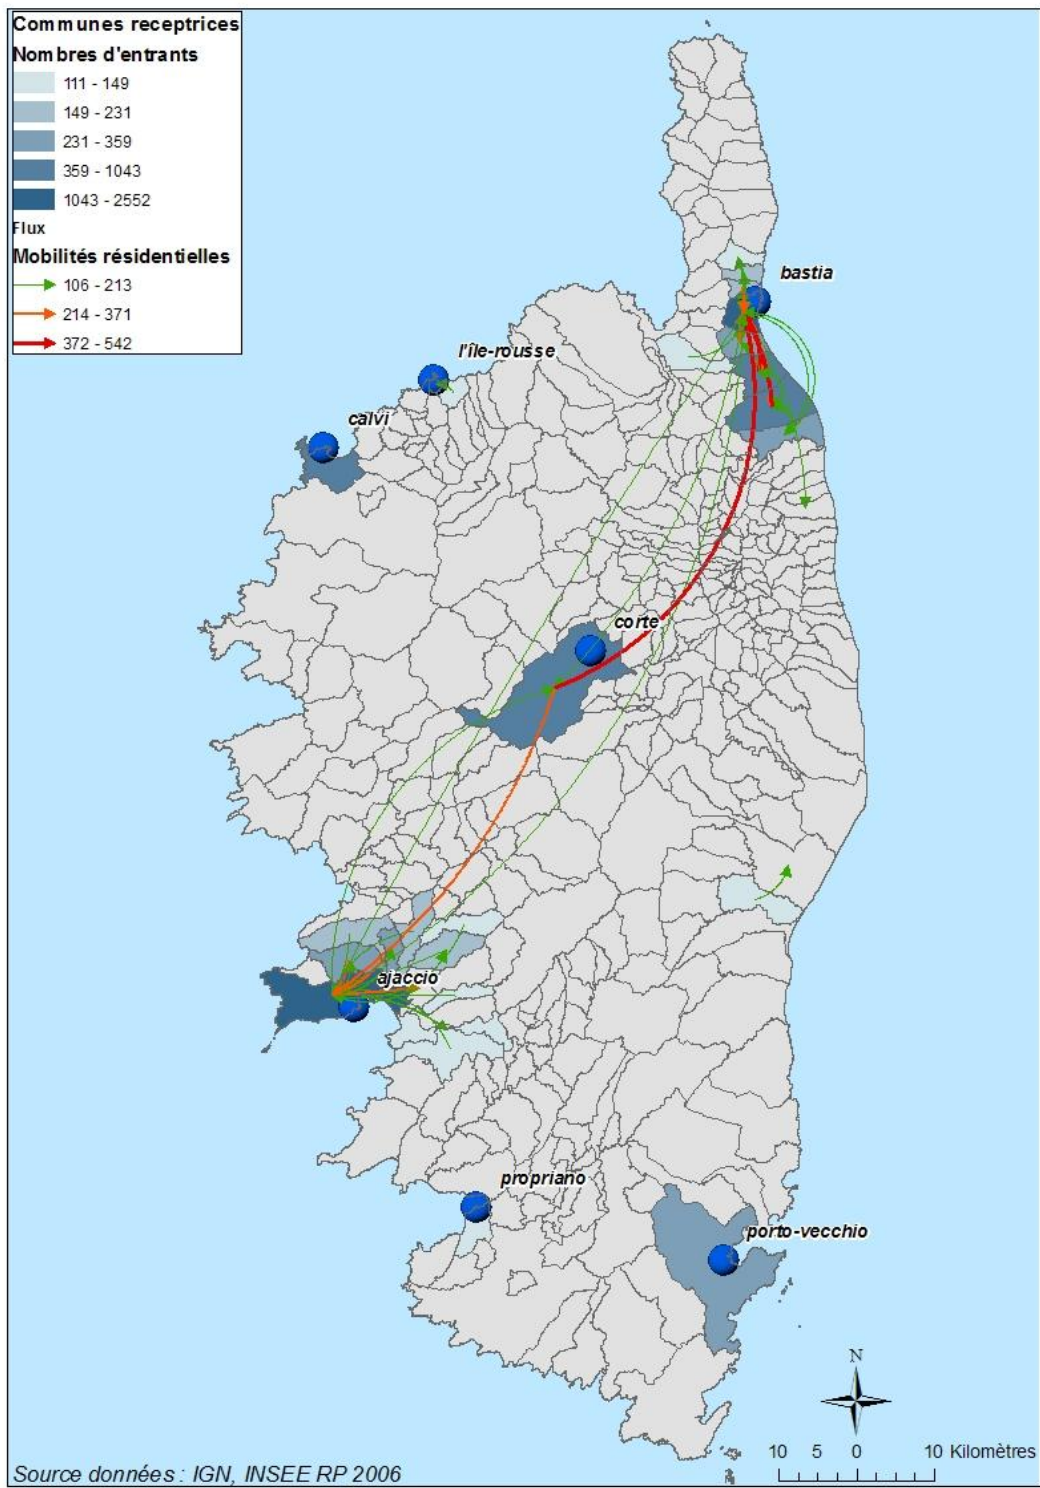 Communes receptrices
Nombres d'entrants
111 - 149
149 - 231
231 - 359
359 - 1043
1043 - 2552
Flux
Mobilités résidentielles
106 - 213
214 - 371
372 - 542
bastia
l'île-rousse
calvi
corte
ajaccio
propriano
porto-vecchio
N
10 5 0 10 Kilomètres
Source données : IGN, INSEE RP 2006